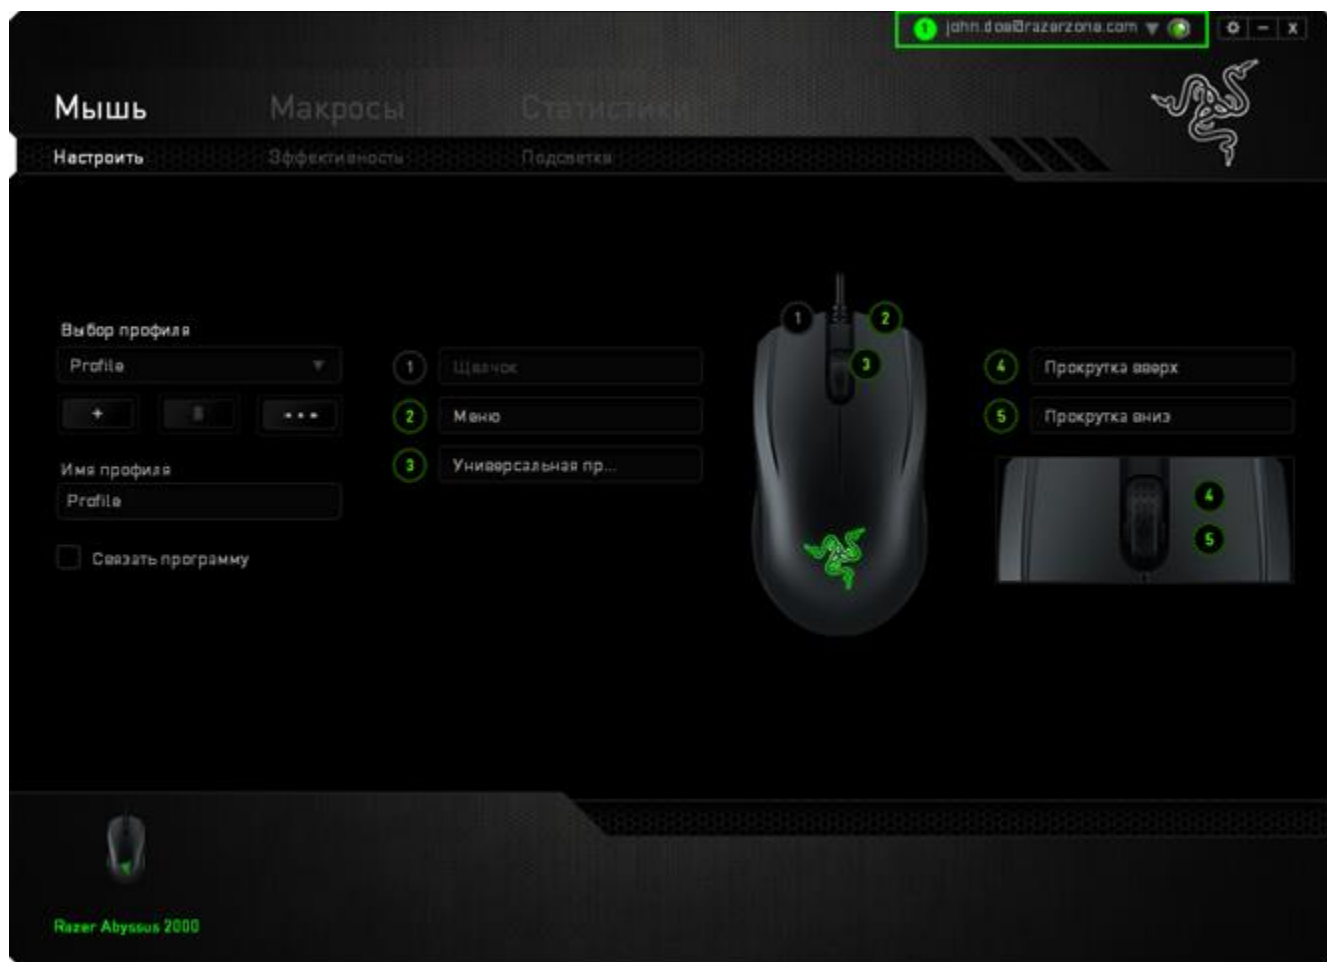 1 john.doe@razerzone.com
Мышь Макросы Статистики
Настроить Эффективность Подсветка
Выбор профиля
Profile
+
Имя профиля
Profile
Связать программу
1 Щелчок
2 Меню
3 Универсальная пр...
1 2
3
4 Прокрутка вверх
5 Прокрутка вниз
4
5
Razer Abyssus 2000